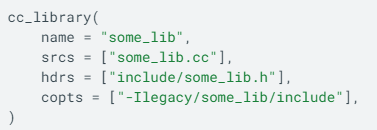 cc_library(
    name = "some_lib",
    srcs = ["some_lib.cc"],
    hdrs = ["include/some_lib.h"],
    copts = ["-Ilegacy/some_lib/include"],
)